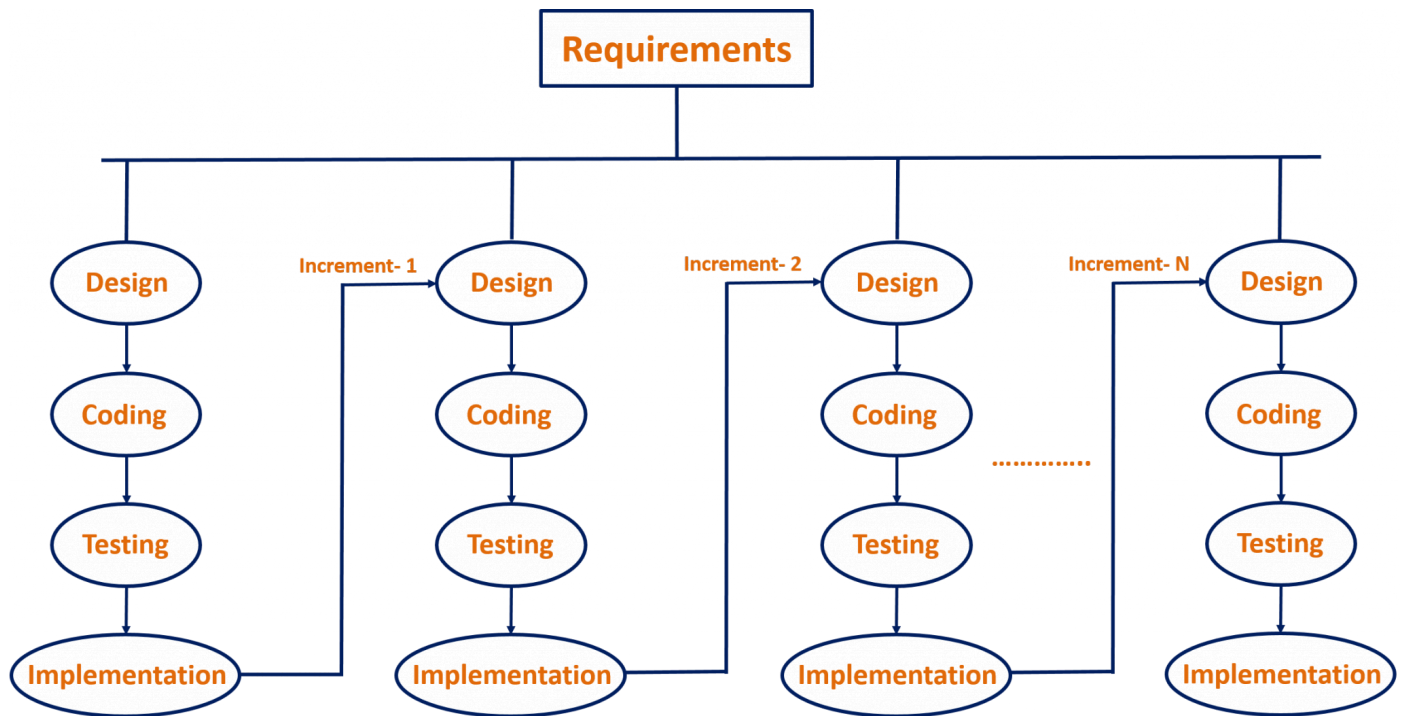 Requirements
Increment- 1
Increment- 2
Increment- N
Design
Design
Design
Design
Coding
Coding
Coding
Coding
..............
Testing
Testing
Testing
Testing
Implementation
Implementation
Implementation
Implementation